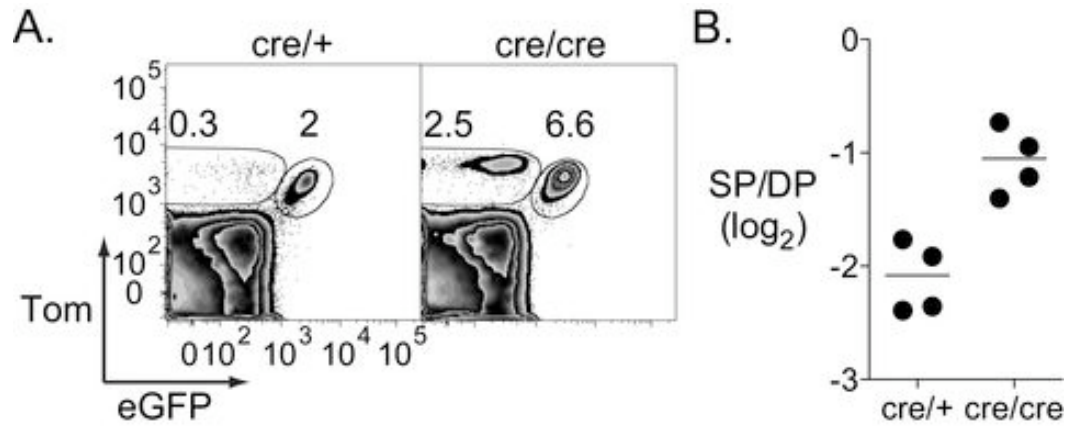 A.
cre/+ cre/cre
10^5
10^4
10^3
10^2
0
0.3 2 2.5 6.6
Tom
0 10^2 10^3 10^4 10^5
eGFP
B.
0
-1
-2
-3
SP/DP
(log_2)
cre/+ cre/cre